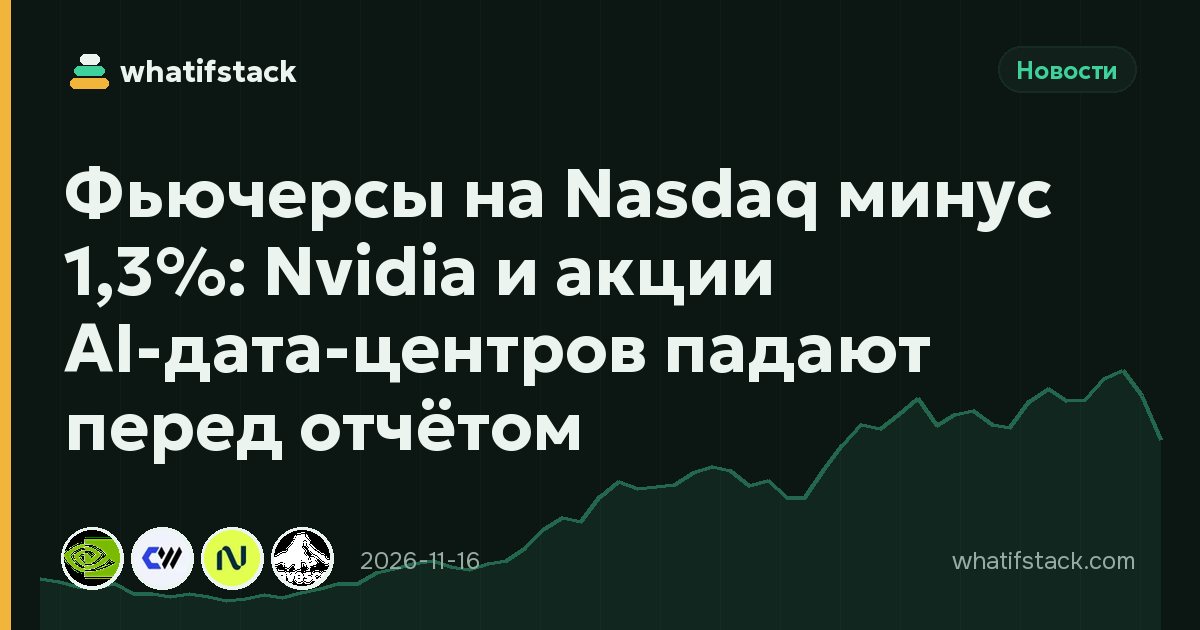 whatifstack
Новости
Фьючерсы на Nasdaq минус
1,3%: Nvidia и акции
AI-дата-центров падают
перед отчётом
2026-11-16
whatifstack.com